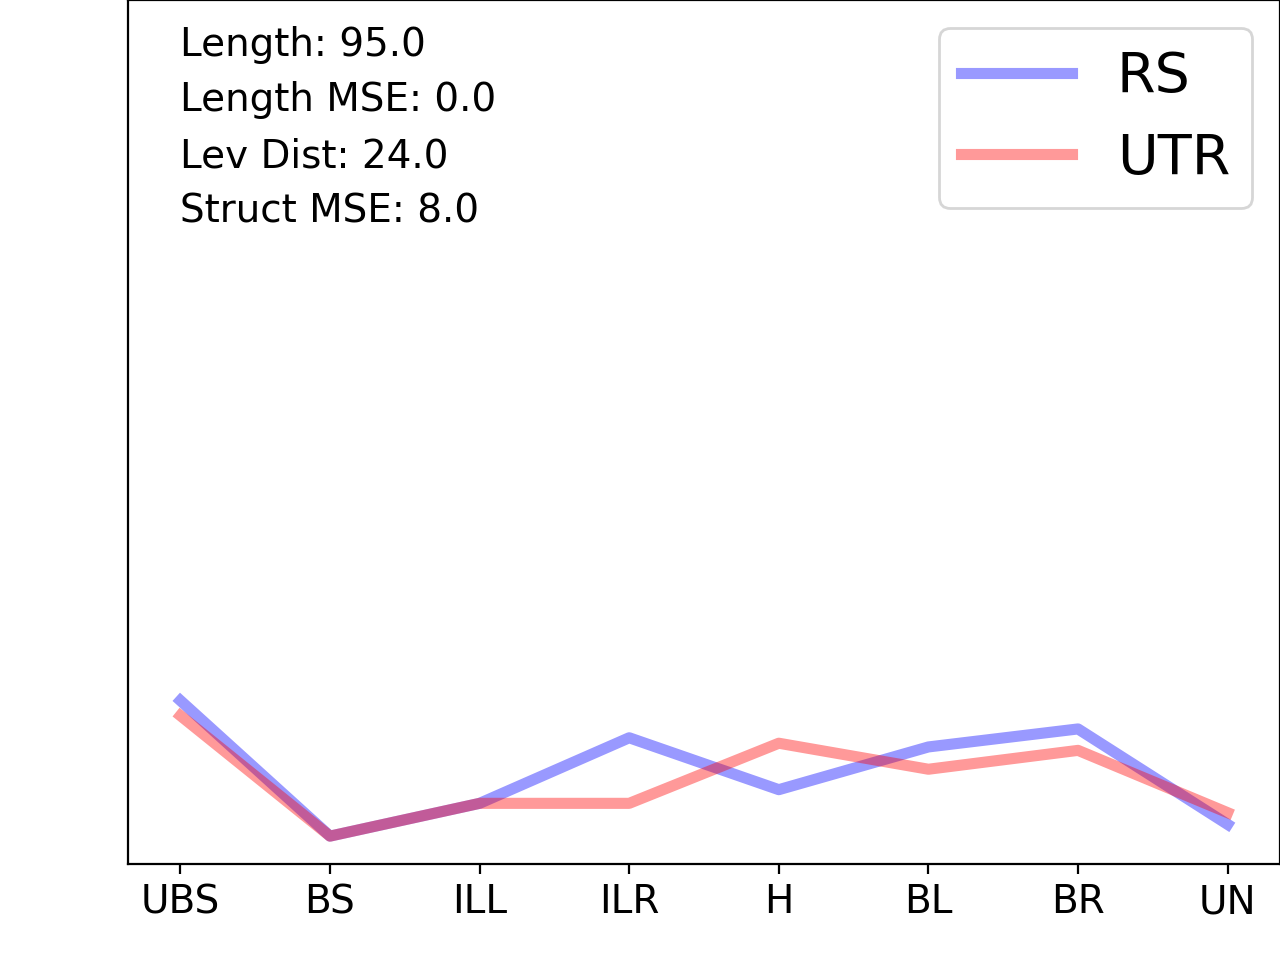 Length: 95.0
Length MSE: 0.0
Lev Dist: 24.0
Struct MSE: 8.0
RS
UTR
UBS BS ILL ILR H BL BR UN